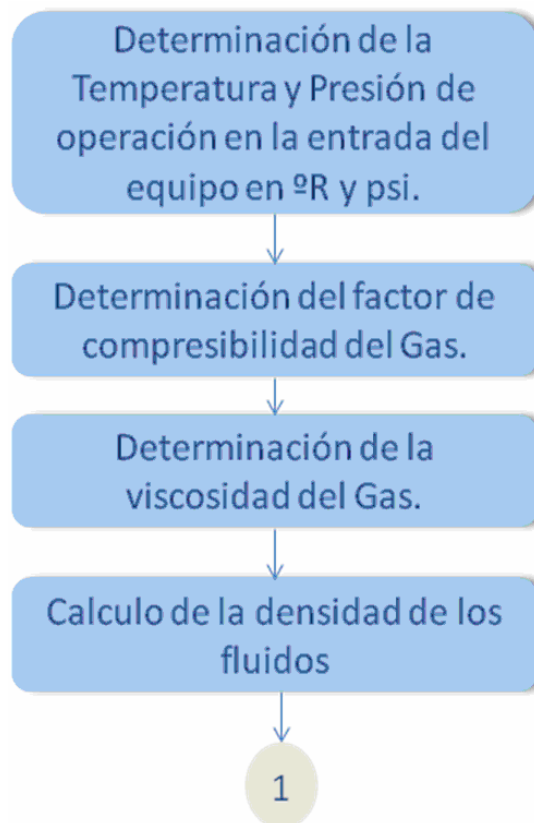 Determinación de la
Temperatura y Presión de
operación en la entrada del
equipo en ºR y psi.
Determinación del factor de
compresibilidad del Gas.
Determinación de la
viscosidad del Gas.
Calculo de la densidad de los
fluidos
1